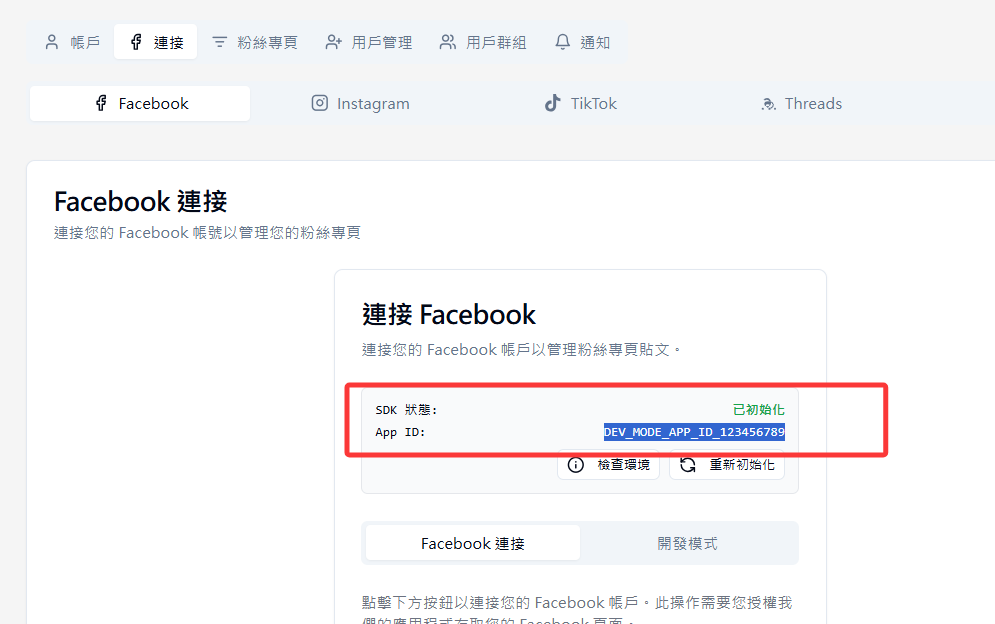 帳戶 連接 粉絲專頁 用戶管理 用戶群組 通知
Facebook Instagram TikTok Threads
Facebook 連接
連接您的 Facebook 帳號以管理您的粉絲專頁
連接 Facebook
連接您的 Facebook 帳戶以管理粉絲專頁貼文。
SDK 狀態: 已初始化
App ID: DEV_MODE_APP_ID_123456789
檢查環境 重新初始化
Facebook 連接 開發模式
點擊下方按鈕以連接您的 Facebook 帳戶。此操作需要您授權我
們的應用程式存取您的 Facebook 頁面。